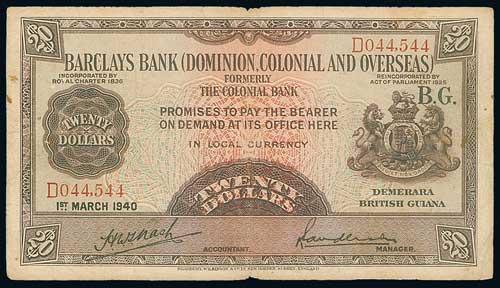 20
20
D044,544
BARCLAYS BANK (DOMINION, COLONIAL AND OVERSEAS)
INCORPORATED BY
ROYAL CHARTER 1836
FORMERLY
THE COLONIAL BANK
REINCORPORATED BY
ACT OF PARLIAMENT 1925
B.G.
PROMISES TO PAY THE BEARER
ON DEMAND AT ITS OFFICE HERE
IN LOCAL CURRENCY
TWENTY
DOLLARS
D044,544
1ST MARCH 1940
TWENTY
DOLLARS
DEMERARA
BRITISH GUIANA
ACCOUNTANT.
MANAGER.
20
20